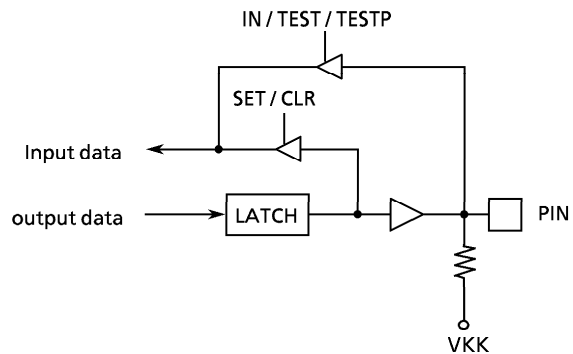 IN / TEST / TESTP
SET / CLR
Input data
output data
LATCH
PIN
VKK